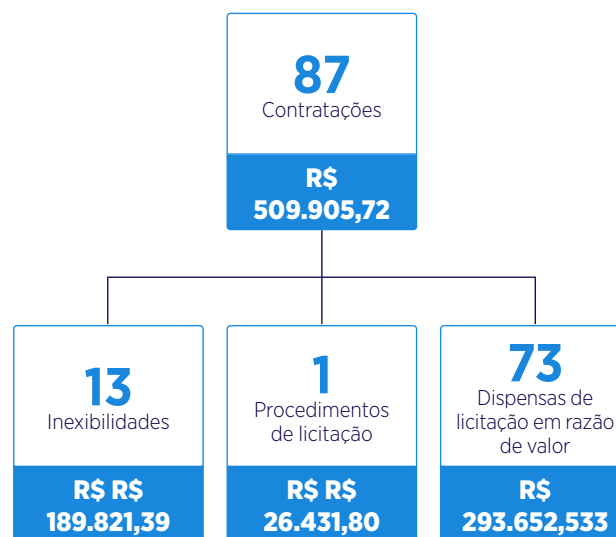 87
Contratações
R$
509.905,72
13
Inexibilidades
R$ R$
189.821,39
1
Procedimentos
de licitação
R$ R$
26.431,80
73
Dispensas de
licitação em razão
de valor
R$
293.652,533